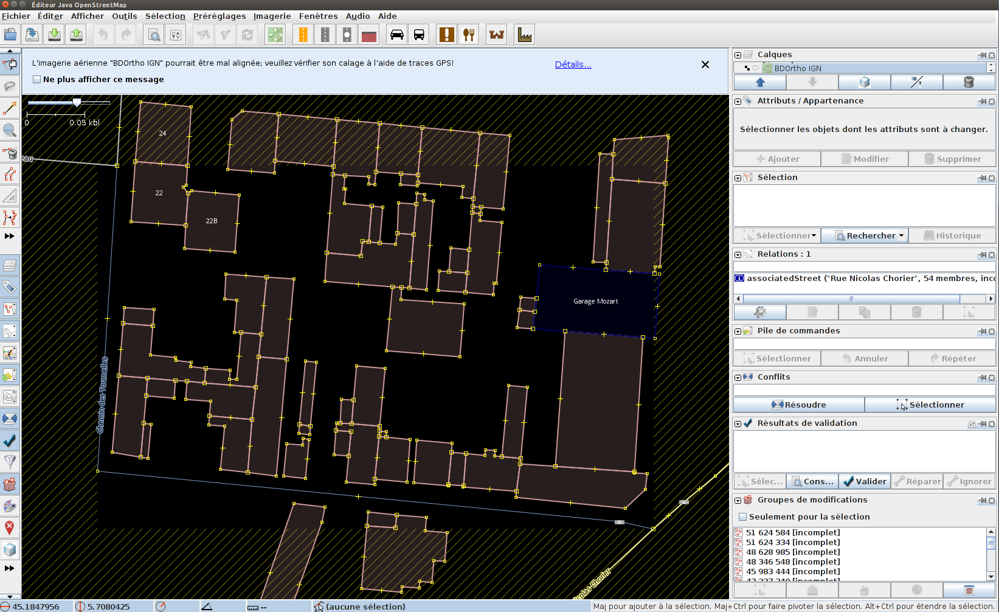 Éditeur Java OpenStreetMap
Fichier Éditer Afficher Outils Sélection Préréglages Imagerie Fenêtres Audio Aide
L'imagerie aérienne "BDOrtho IGN" pourrait être mal alignée; veuillez vérifier son calage à l'aide de traces GPS!
Détails...
Ne plus afficher ce message
0 0.05 kbl
eau
24
22
22B
Garage Mozart
Chemin des Tournelles
icolas Chorier
Calques
BDOrtho IGN
Attributs / Appartenance
Sélectionner les objets dont les attributs sont à changer.
Ajouter Modifier Supprimer
Sélection
Sélectionner Rechercher Historique
Relations : 1
associatedStreet ("Rue Nicolas Chorier", 54 membres, inco
Pile de commandes
Sélectionner Annuler Répéter
Conflits
Résoudre Sélectionner
Résultats de validation
Sélec... Cons... Valider Réparer Ignorer
Groupes de modifications
Seulement pour la sélection
51 624 584 [incomplet]
51 624 334 [incomplet]
48 628 985 [incomplet]
48 346 548 [incomplet]
45 983 444 [incomplet]
45.1847956 5.7080425 -- (aucune sélection) Maj pour ajouter à la sélection. Maj+Ctrl pour faire pivoter la sélection. Alt+Ctrl pour étendre la sélection.